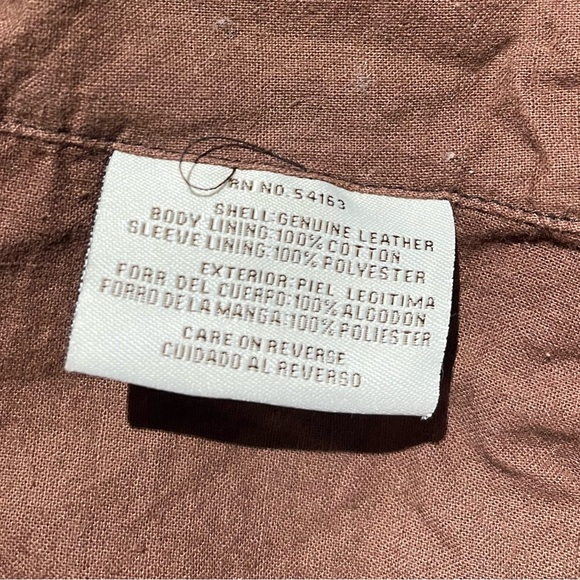 RN NO. 54163
SHELL:GENUINE LEATHER
BODY LINING:100% COTTON
SLEEVE LINING:100% POLYESTER
EXTERIOR:PIEL LEGITIMA
FORR DEL CUERPO:100% ALGODON
FORRO DE LA MANGA:100% POLIESTER
CARE ON REVERSE
CUIDADO AL REVERSO